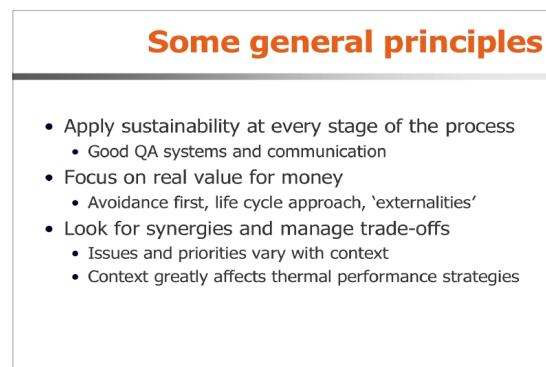 Some general principles
• Apply sustainability at every stage of the process
• Good QA systems and communication
• Focus on real value for money
• Avoidance first, life cycle approach, ‘externalities’
• Look for synergies and manage trade-offs
• Issues and priorities vary with context
• Context greatly affects thermal performance strategies